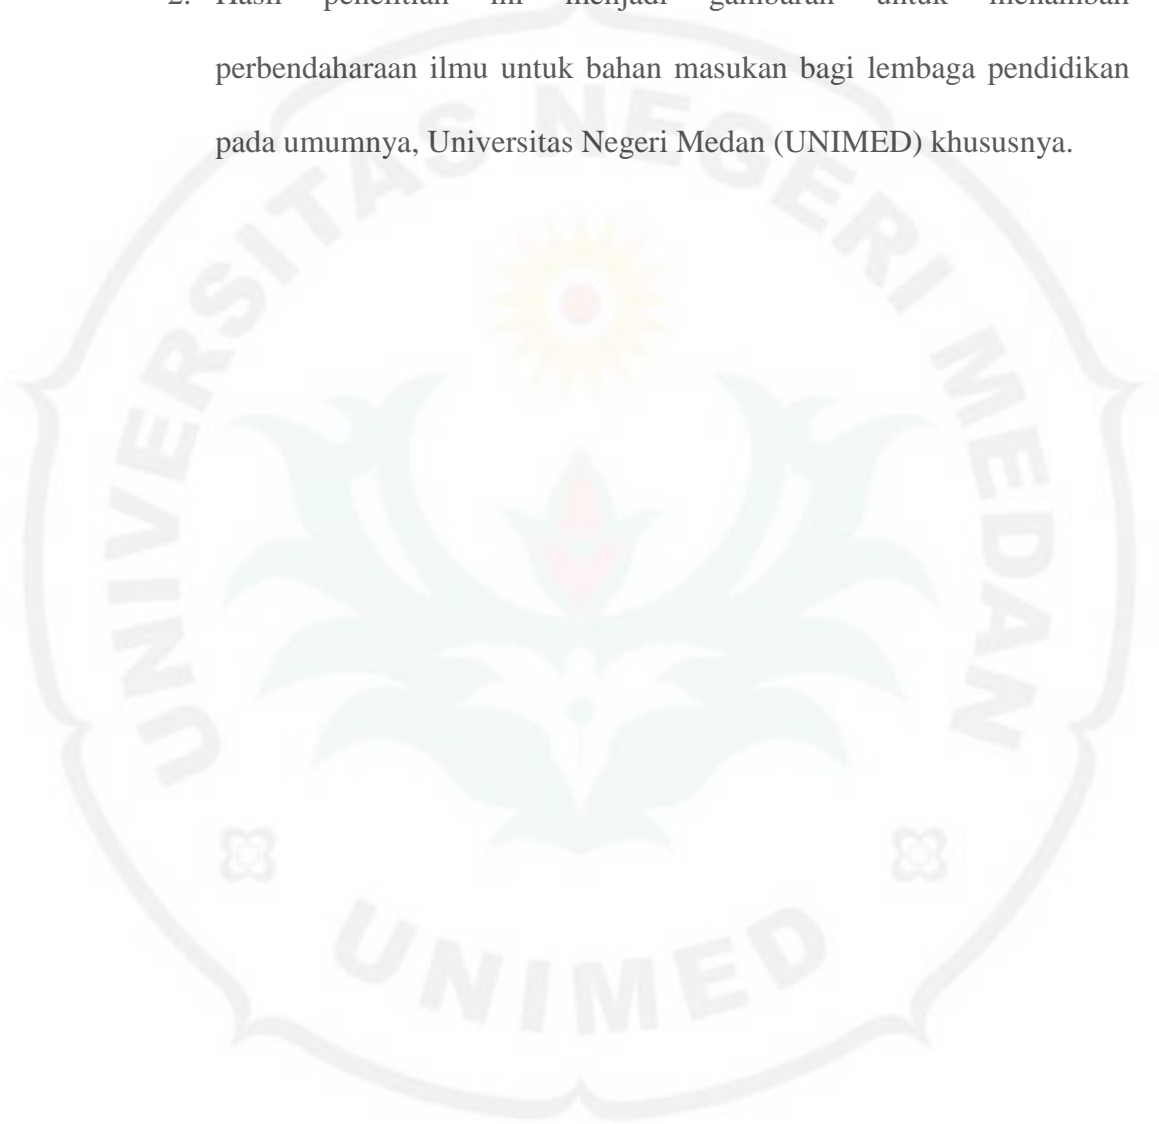 2. Hasil penelitian ini menjadi gambaran untuk menambah
perbendaharaan ilmu untuk bahan masukan bagi lembaga pendidikan
pada umumnya, Universitas Negeri Medan (UNIMED) khususnya.
UNIVERSITAS NEGERI MEDAN
UNIMED